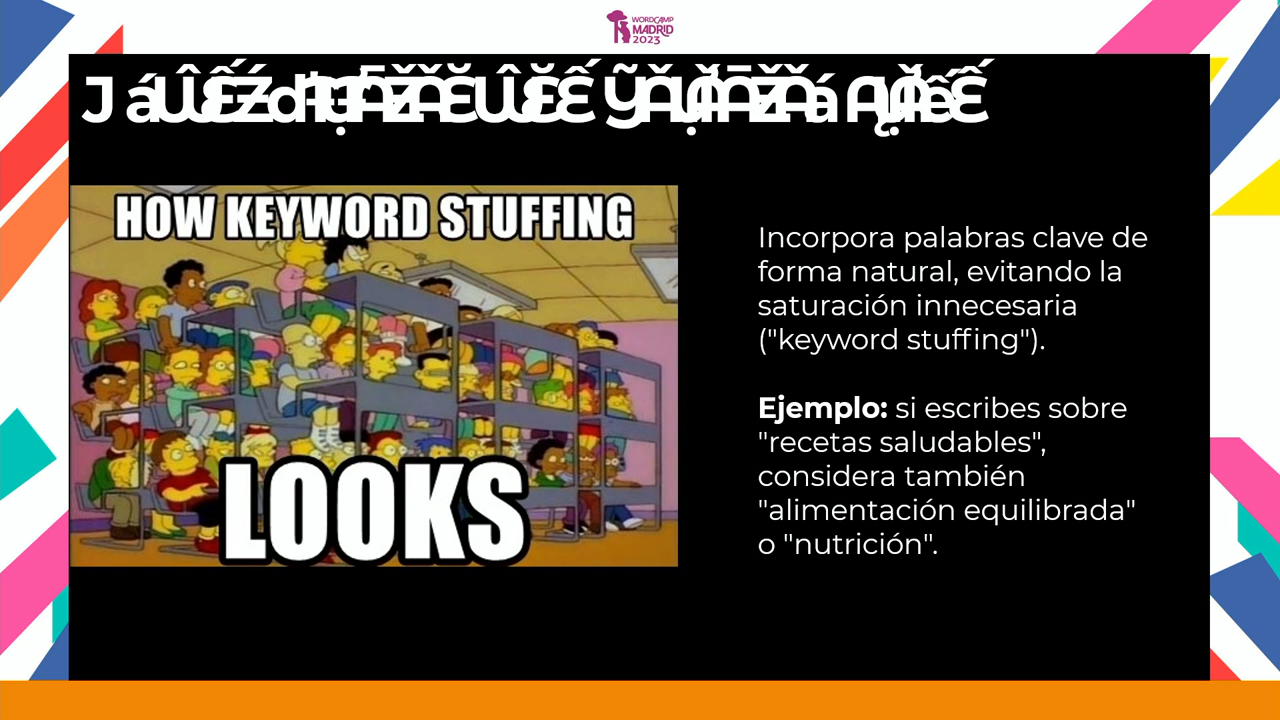 WORDCAMP
MADRID
2023
HOW KEYWORD STUFFING
LOOKS
Incorpora palabras clave de
forma natural, evitando la
saturación innecesaria
("keyword stuffing").
Ejemplo: si escribes sobre
"recetas saludables",
considera también
"alimentación equilibrada"
o "nutrición".